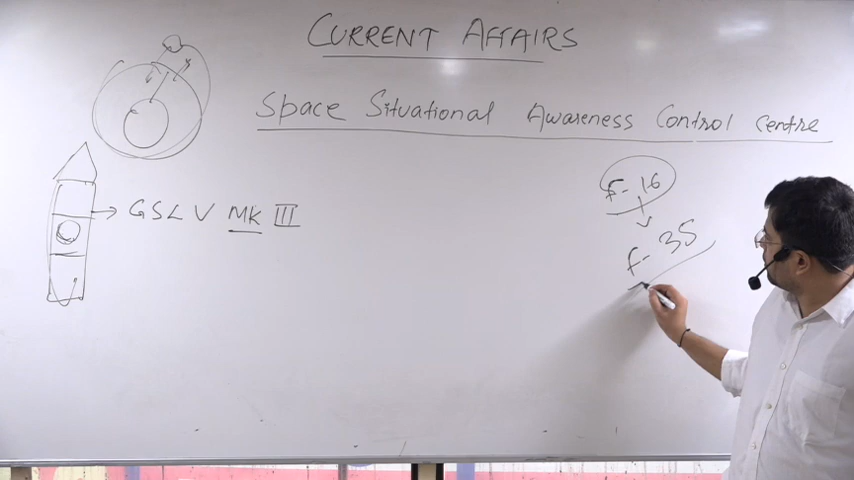 CURRENT AFFAIRS
Space Situational Awareness Control Centre
F-16
GSLV MK III
F-35